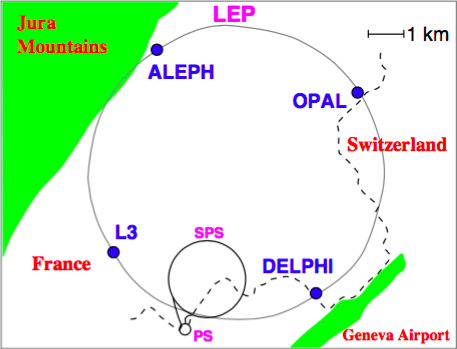 Jura
Mountains
LEP
1 km
ALEPH
OPAL
Switzerland
L3
SPS
France
DELPHI
PS
Geneva Airport